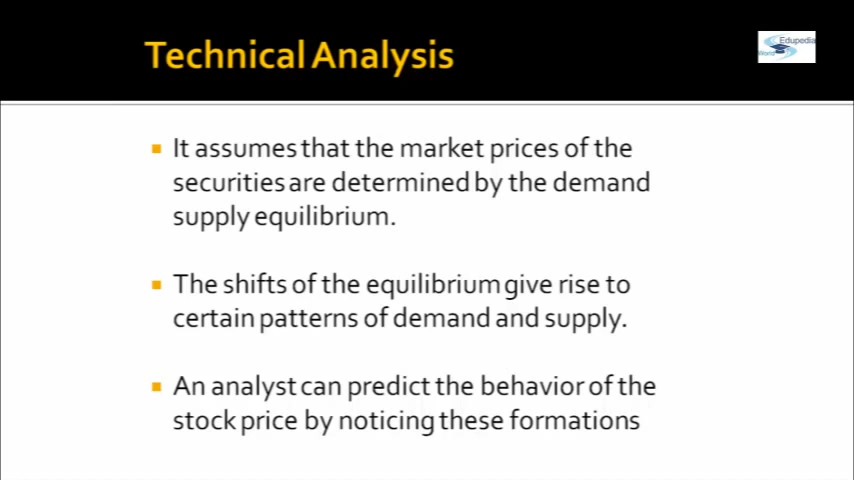 Technical Analysis
Edupedia
World
It assumes that the market prices of the
securities are determined by the demand
supply equilibrium.
The shifts of the equilibrium give rise to
certain patterns of demand and supply.
An analyst can predict the behavior of the
stock price by noticing these formations